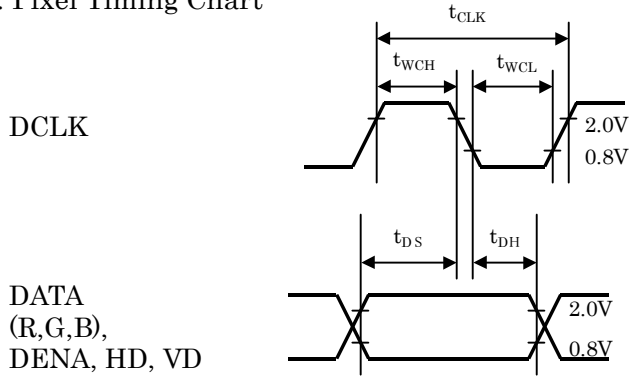 . Pixel Timing Chart
tCLK
tWCH
tWCL
DCLK
2.0V
0.8V
tDS
tDH
DATA
(R,G,B),
DENA, HD, VD
2.0V
0.8V